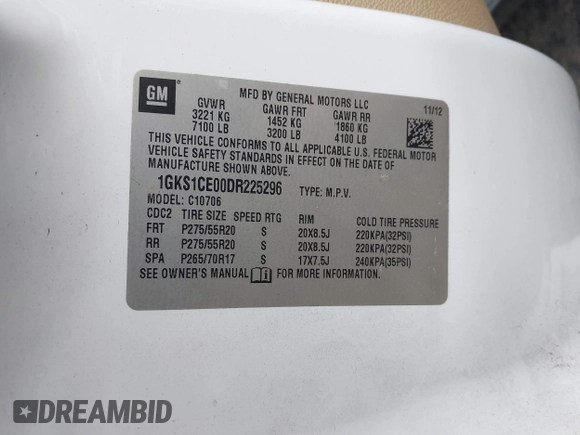 GM
MFD BY GENERAL MOTORS LLC
GVWR GAWR FRT GAWR RR 11/12
3221 KG 1452 KG 1860 KG
7100 LB 3200 LB 4100 LB
THIS VEHICLE CONFORMS TO ALL APPLICABLE U.S. FEDERAL MOTOR
VEHICLE SAFETY STANDARDS IN EFFECT ON THE DATE OF
MANUFACTURE SHOWN ABOVE.
1GKS1CE00DR225296 TYPE: M.P.V.
MODEL: C10706
CDC2 TIRE SIZE SPEED RTG RIM COLD TIRE PRESSURE
FRT P275/55R20 S 20X8.5J 220KPA(32PSI)
RR P275/55R20 S 20X8.5J 220KPA(32PSI)
SPA P265/70R17 S 17X7.5J 240KPA(35PSI)
SEE OWNER'S MANUAL FOR MORE INFORMATION.
DREAMBID